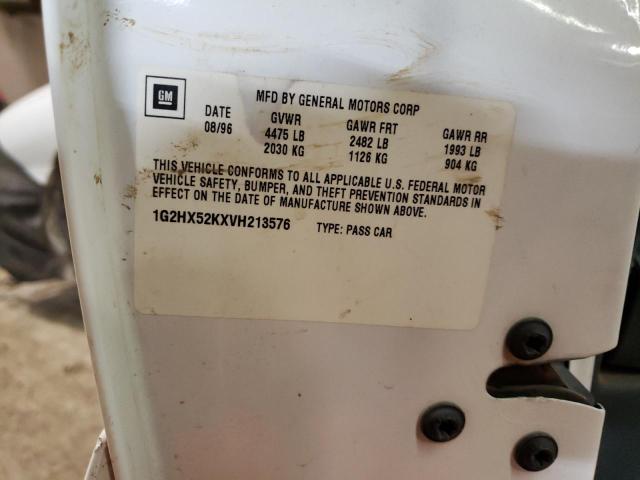 GM
MFD BY GENERAL MOTORS CORP
DATE GVWR GAWR FRT GAWR RR
08/96 4475 LB 2482 LB 1993 LB
2030 KG 1126 KG 904 KG
THIS VEHICLE CONFORMS TO ALL APPLICABLE U.S. FEDERAL MOTOR
VEHICLE SAFETY, BUMPER, AND THEFT PREVENTION STANDARDS IN
EFFECT ON THE DATE OF MANUFACTURE SHOWN ABOVE.
1G2HX52KXVH213576 TYPE: PASS CAR